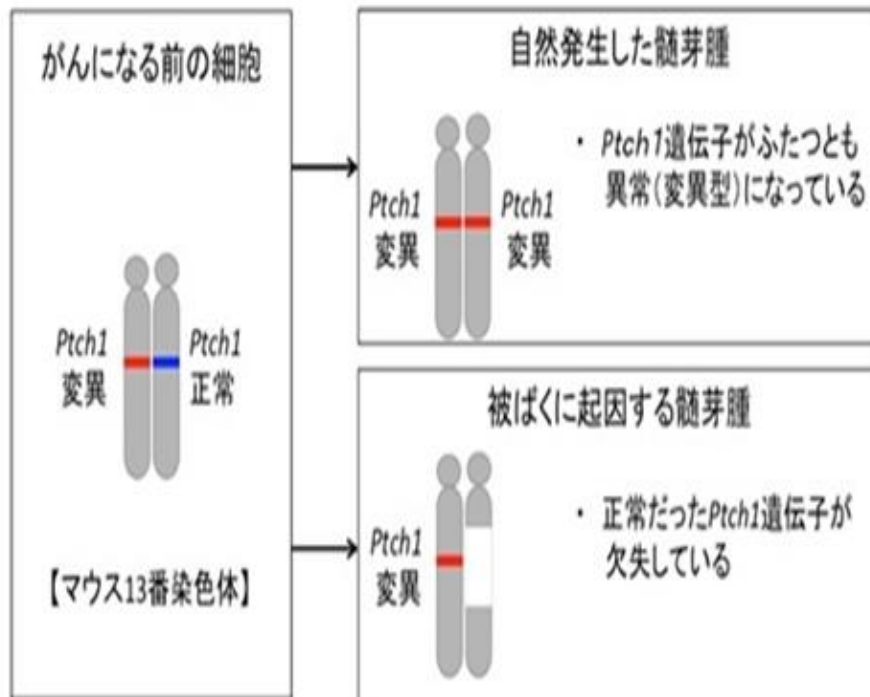 がんになる前の細胞
Ptch1
変異
Ptch1
正常
【マウス13番染色体】
自然発生した髄芽腫
Ptch1
変異
Ptch1
変異
・ Ptch1遺伝子がふたつとも
異常(変異型)になっている
被ばくに起因する髄芽腫
Ptch1
変異
・ 正常だったPtch1遺伝子が
欠失している